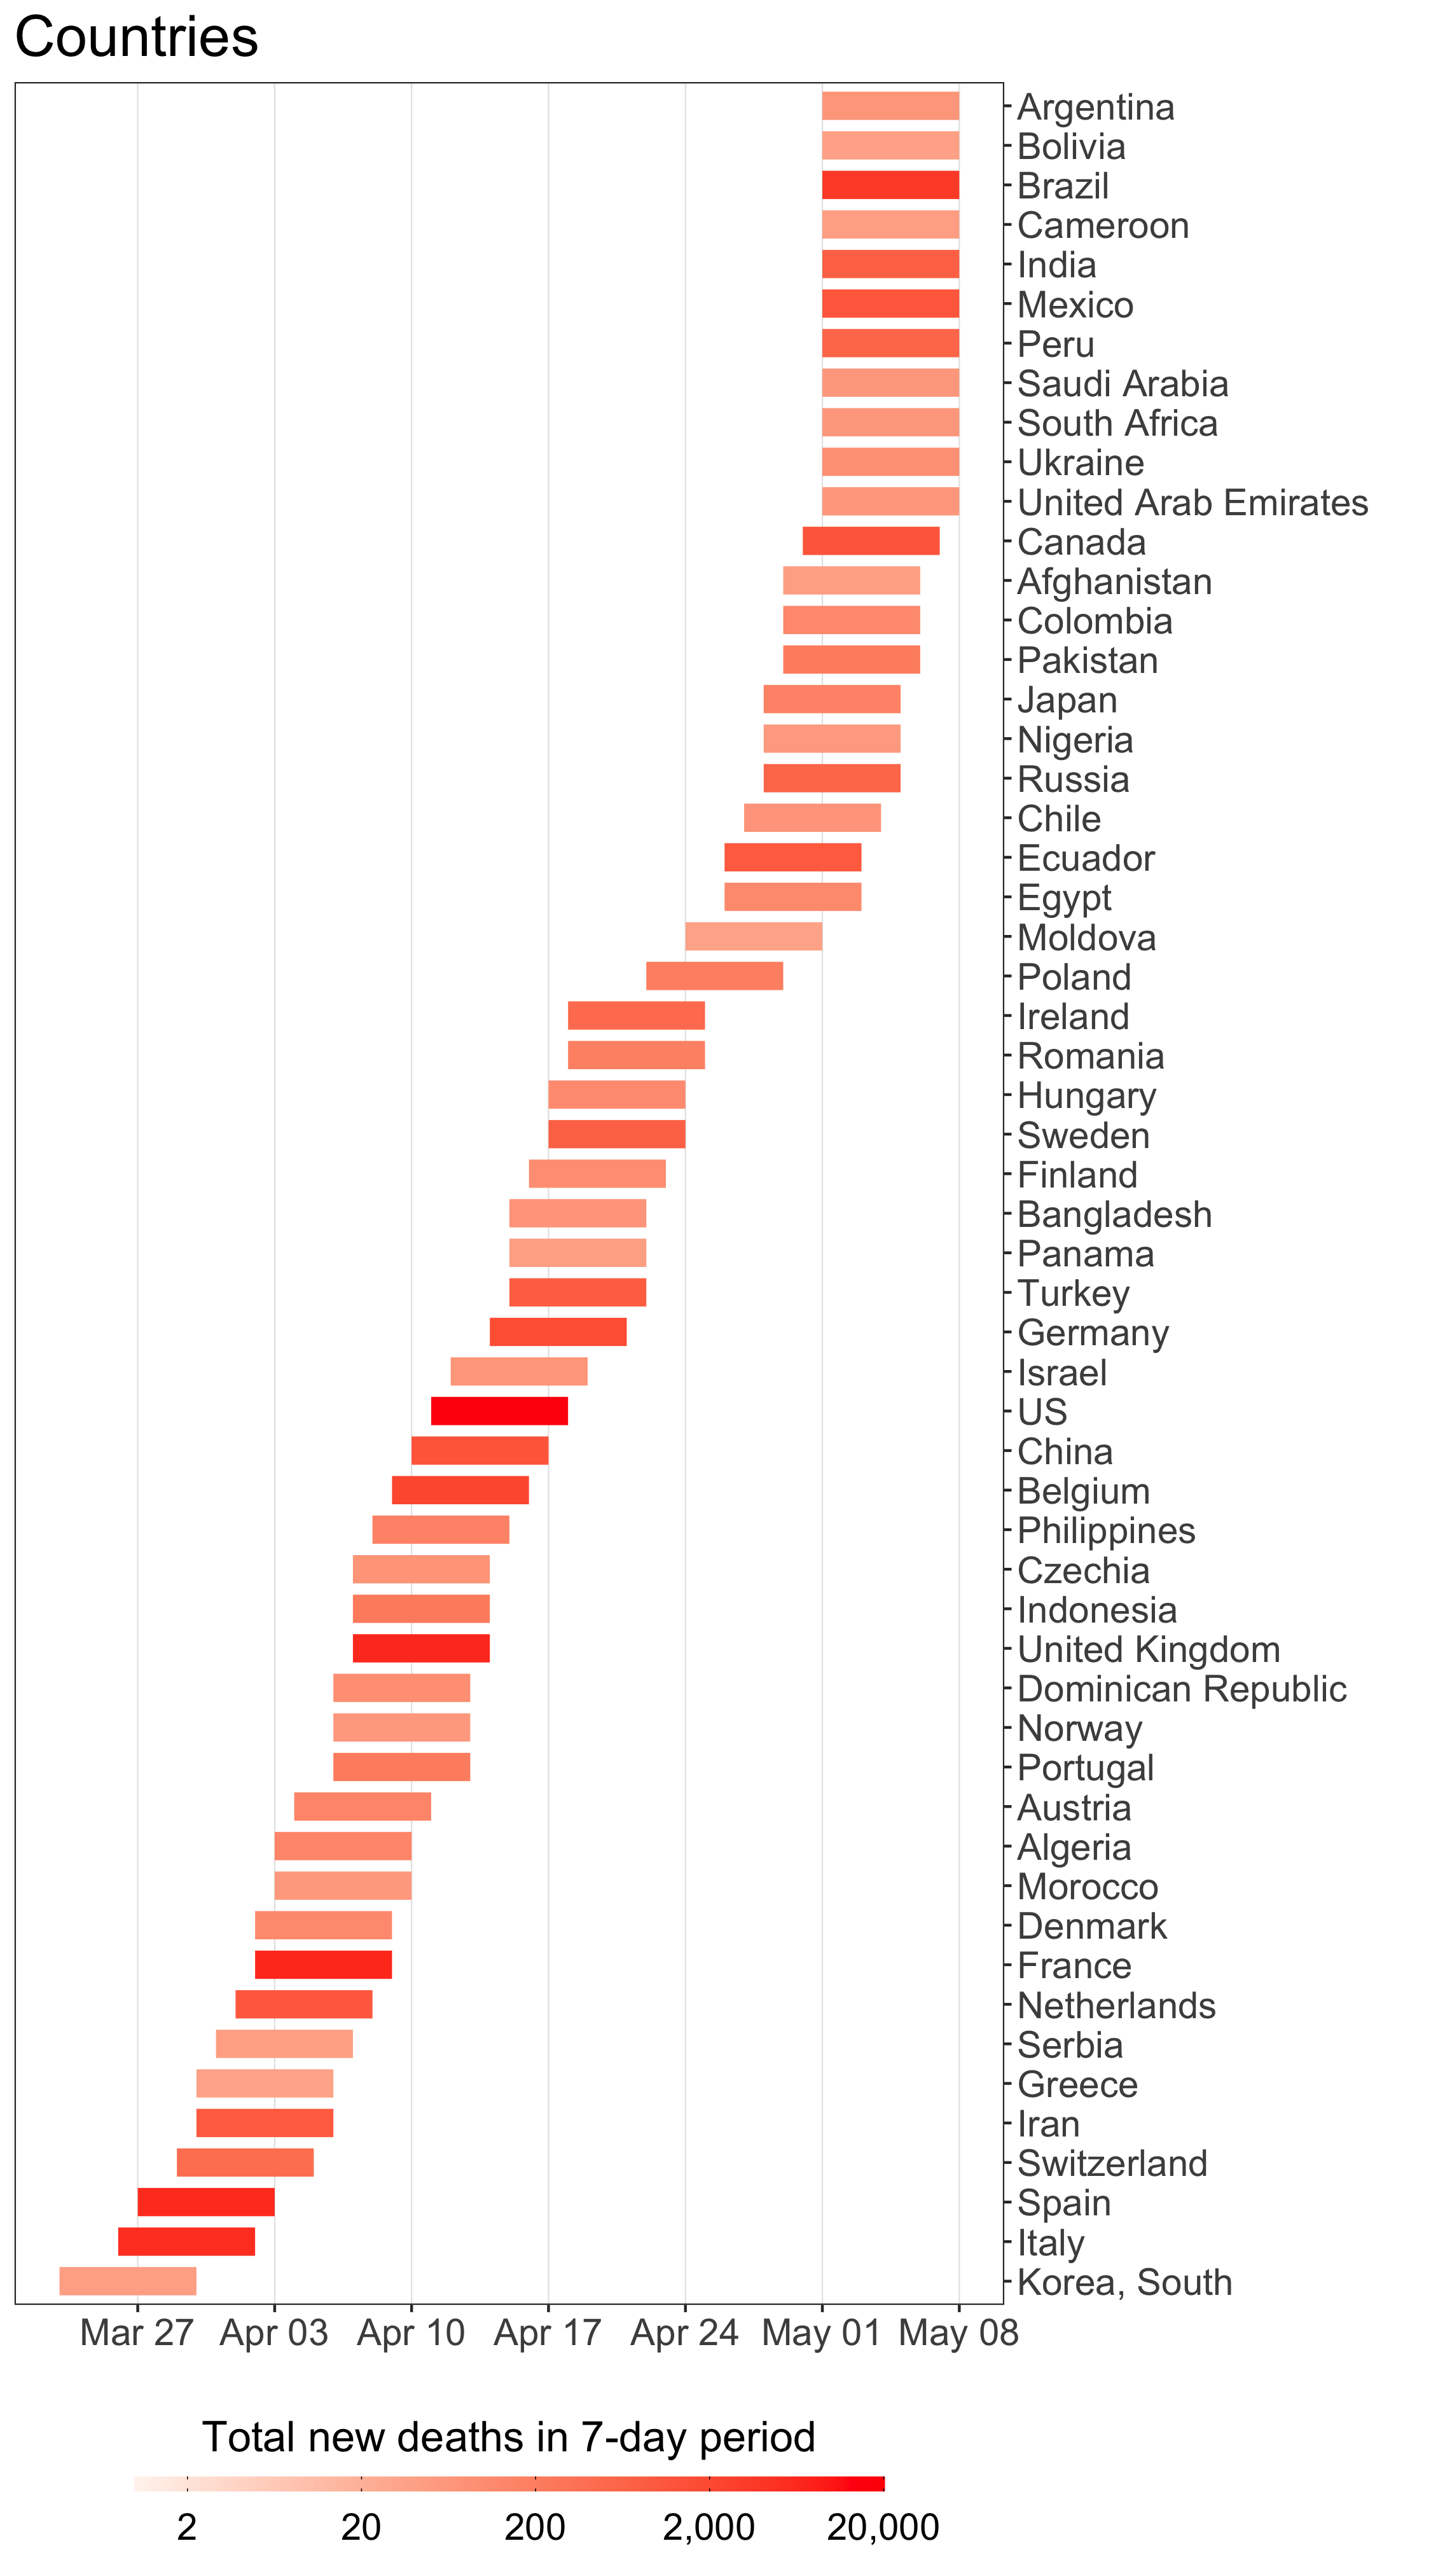 Countries
Argentina
Bolivia
Brazil
Cameroon
India
Mexico
Peru
Saudi Arabia
South Africa
Ukraine
United Arab Emirates
Canada
Afghanistan
Colombia
Pakistan
Japan
Nigeria
Russia
Chile
Ecuador
Egypt
Moldova
Poland
Ireland
Romania
Hungary
Sweden
Finland
Bangladesh
Panama
Turkey
Germany
Israel
US
China
Belgium
Philippines
Czechia
Indonesia
United Kingdom
Dominican Republic
Norway
Portugal
Austria
Algeria
Morocco
Denmark
France
Netherlands
Serbia
Greece
Iran
Switzerland
Spain
Italy
Korea, South
Mar 27 Apr 03 Apr 10 Apr 17 Apr 24 May 01 May 08
Total new deaths in 7-day period
2 20 200 2,000 20,000